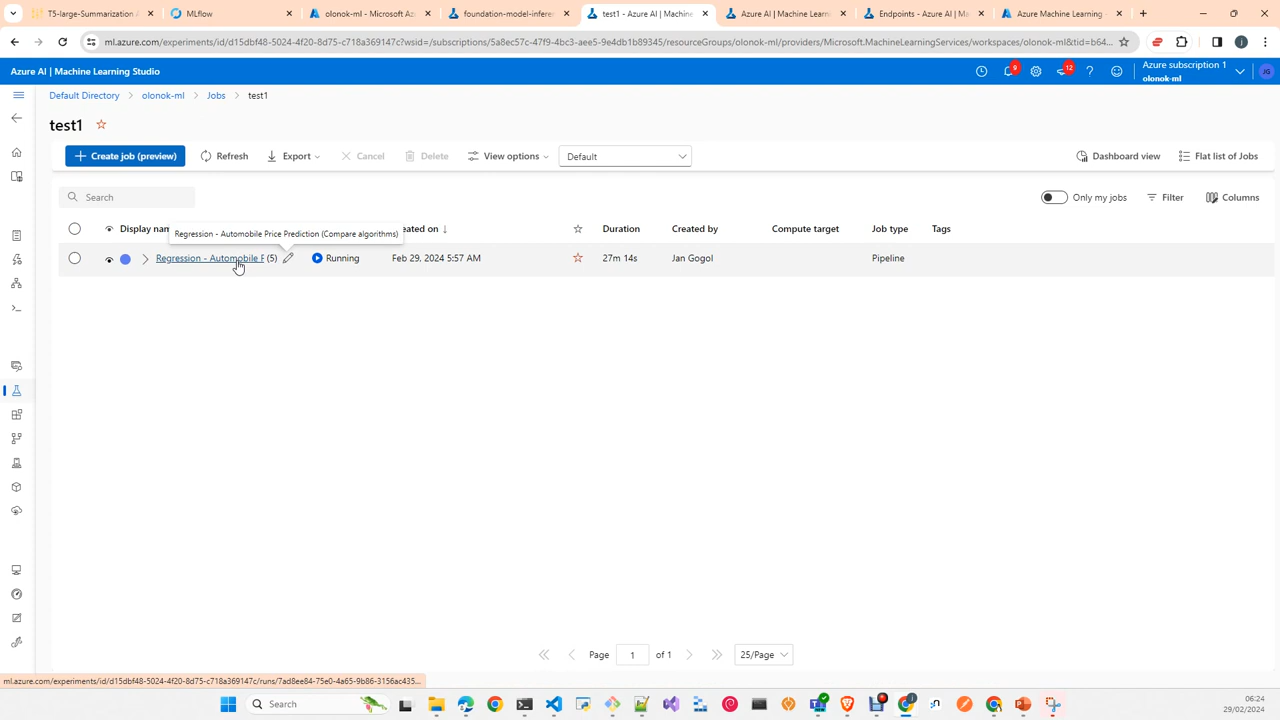 T5-large-Summarization
MLflow
olonok-ml - Microsoft Az
foundation-model-infere
test1 - Azure AI | Machine
Azure AI | Machine Learn
Endpoints - Azure AI | Ma
Azure Machine Learning
ml.azure.com/experiments/id/d15dbf48-5024-4f20-8d75-c718a369147c?wsid=/subscriptions/5a8ec57c-47f9-4bc3-aee5-9e4db1b89345/resourceGroups/olonok-ml/providers/Microsoft.MachineLearningServices/workspaces/olonok-ml&tid=b64...
Azure AI | Machine Learning Studio
9
12
Azure subscription 1
olonok-ml
JG
Default Directory > olonok-ml > Jobs > test1
test1
Create job (preview)
Refresh
Export
Cancel
Delete
View options
Default
Dashboard view
Flat list of Jobs
Search
Only my jobs
Filter
Columns
Regression - Automobile Price Prediction (Compare algorithms)
Display nam
eated on
Duration
Created by
Compute target
Job type
Tags
Regression - Automobile F (5)
Running
Feb 29, 2024 5:57 AM
27m 14s
Jan Gogol
Pipeline
Page 1 of 1
25/Page
ml.azure.com/experiments/id/d15dbf48-5024-4f20-8d75-c718a369147c/runs/7ad8ee84-75e0-4a65-9b86-3156ac435...
Search
06:24
29/02/2024